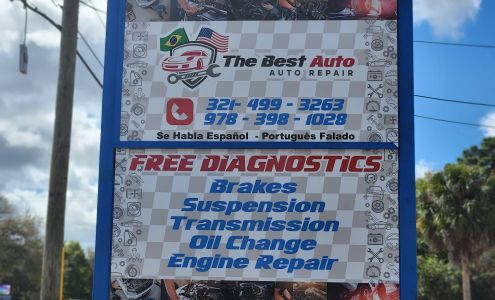 The Best Auto
AUTO REPAIR
321- 499 - 3263
978 - 398 - 1028
Se Habla Español - Português Falado
FREE DIAGNOSTICS
Brakes
Suspension
Transmission
Oil Change
Engine Repair